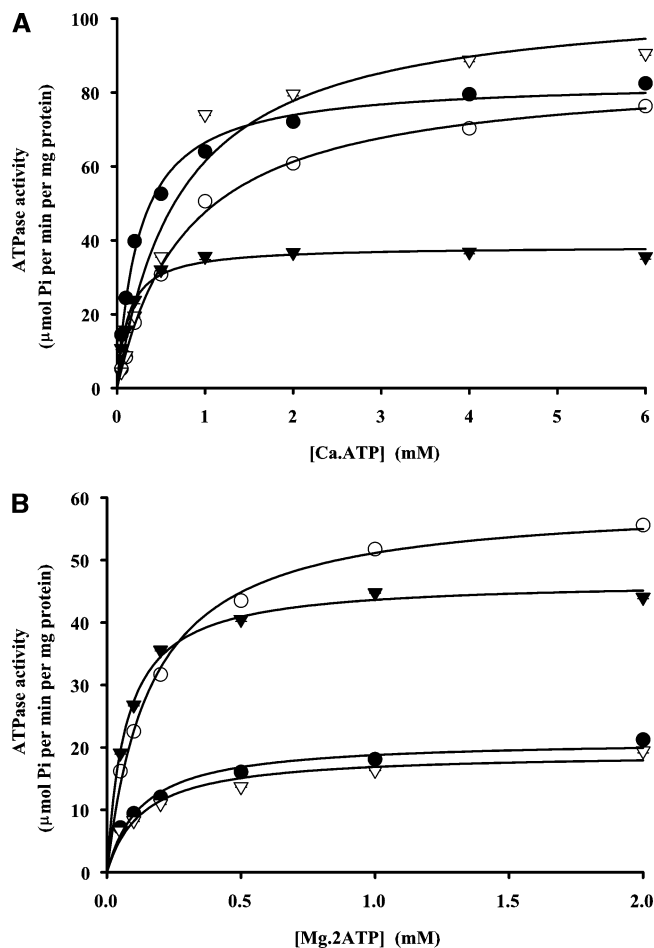 A
100
80
60
40
20
0
ATPase activity
(μmol Pi per min per mg protein)
0 1 2 3 4 5 6
[Ca.ATP] (mM)
B
60
50
40
30
20
10
0
ATPase activity
(μmol Pi per min per mg protein)
0.0 0.5 1.0 1.5 2.0
[Mg.2ATP] (mM)